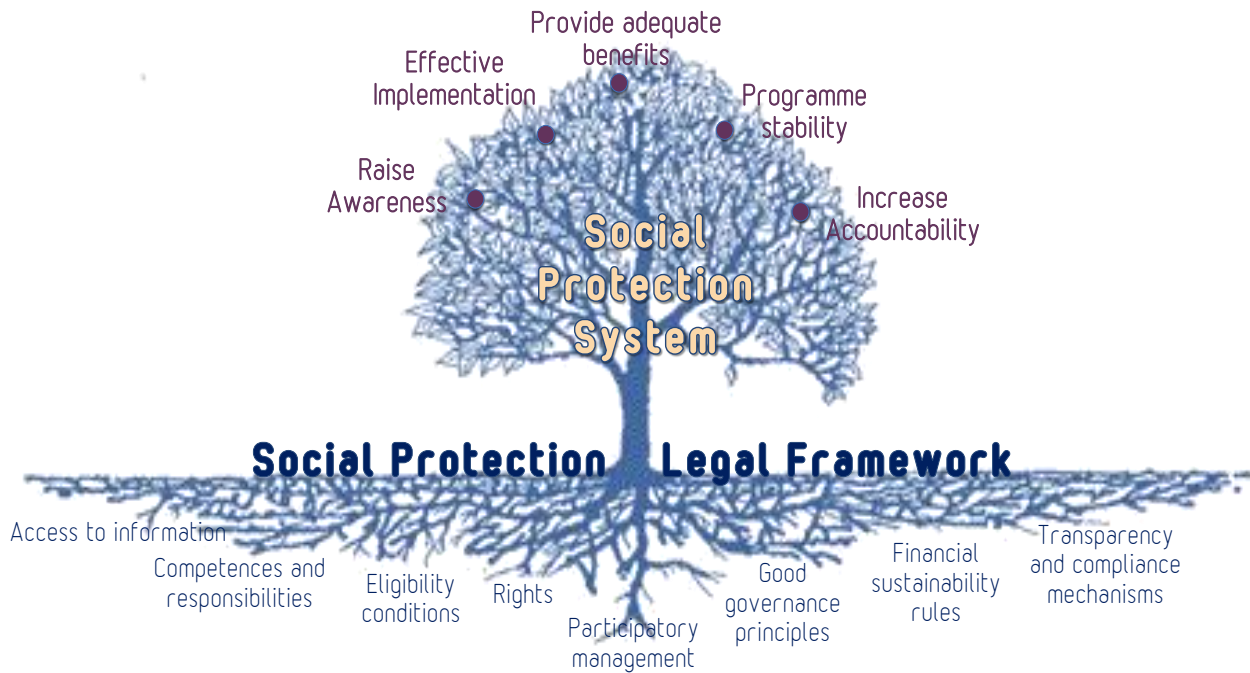 Provide adequate
benefits
Effective
Implementation
Programme
stability
Raise
Awareness
Increase
Accountability
Social
Protection
System
Social Protection Legal Framework
Access to information
Competences and
responsibilities
Eligibility
conditions
Rights
Participatory
management
Good
governance
principles
Financial
sustainability
rules
Transparency
and compliance
mechanisms